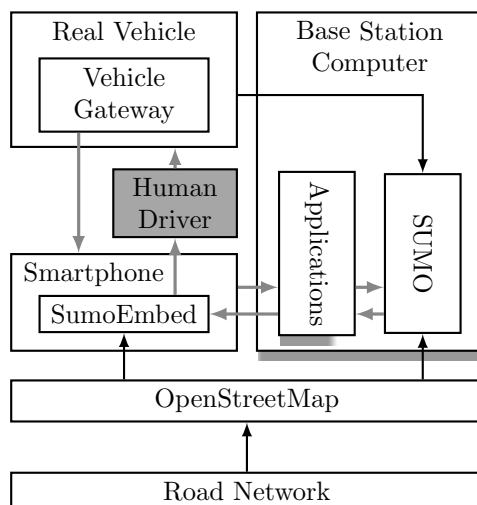 Real Vehicle
Vehicle
Gateway
Base Station
Computer
Human
Driver
Applications
SUMO
Smartphone
SumoEmbed
OpenStreetMap
Road Network